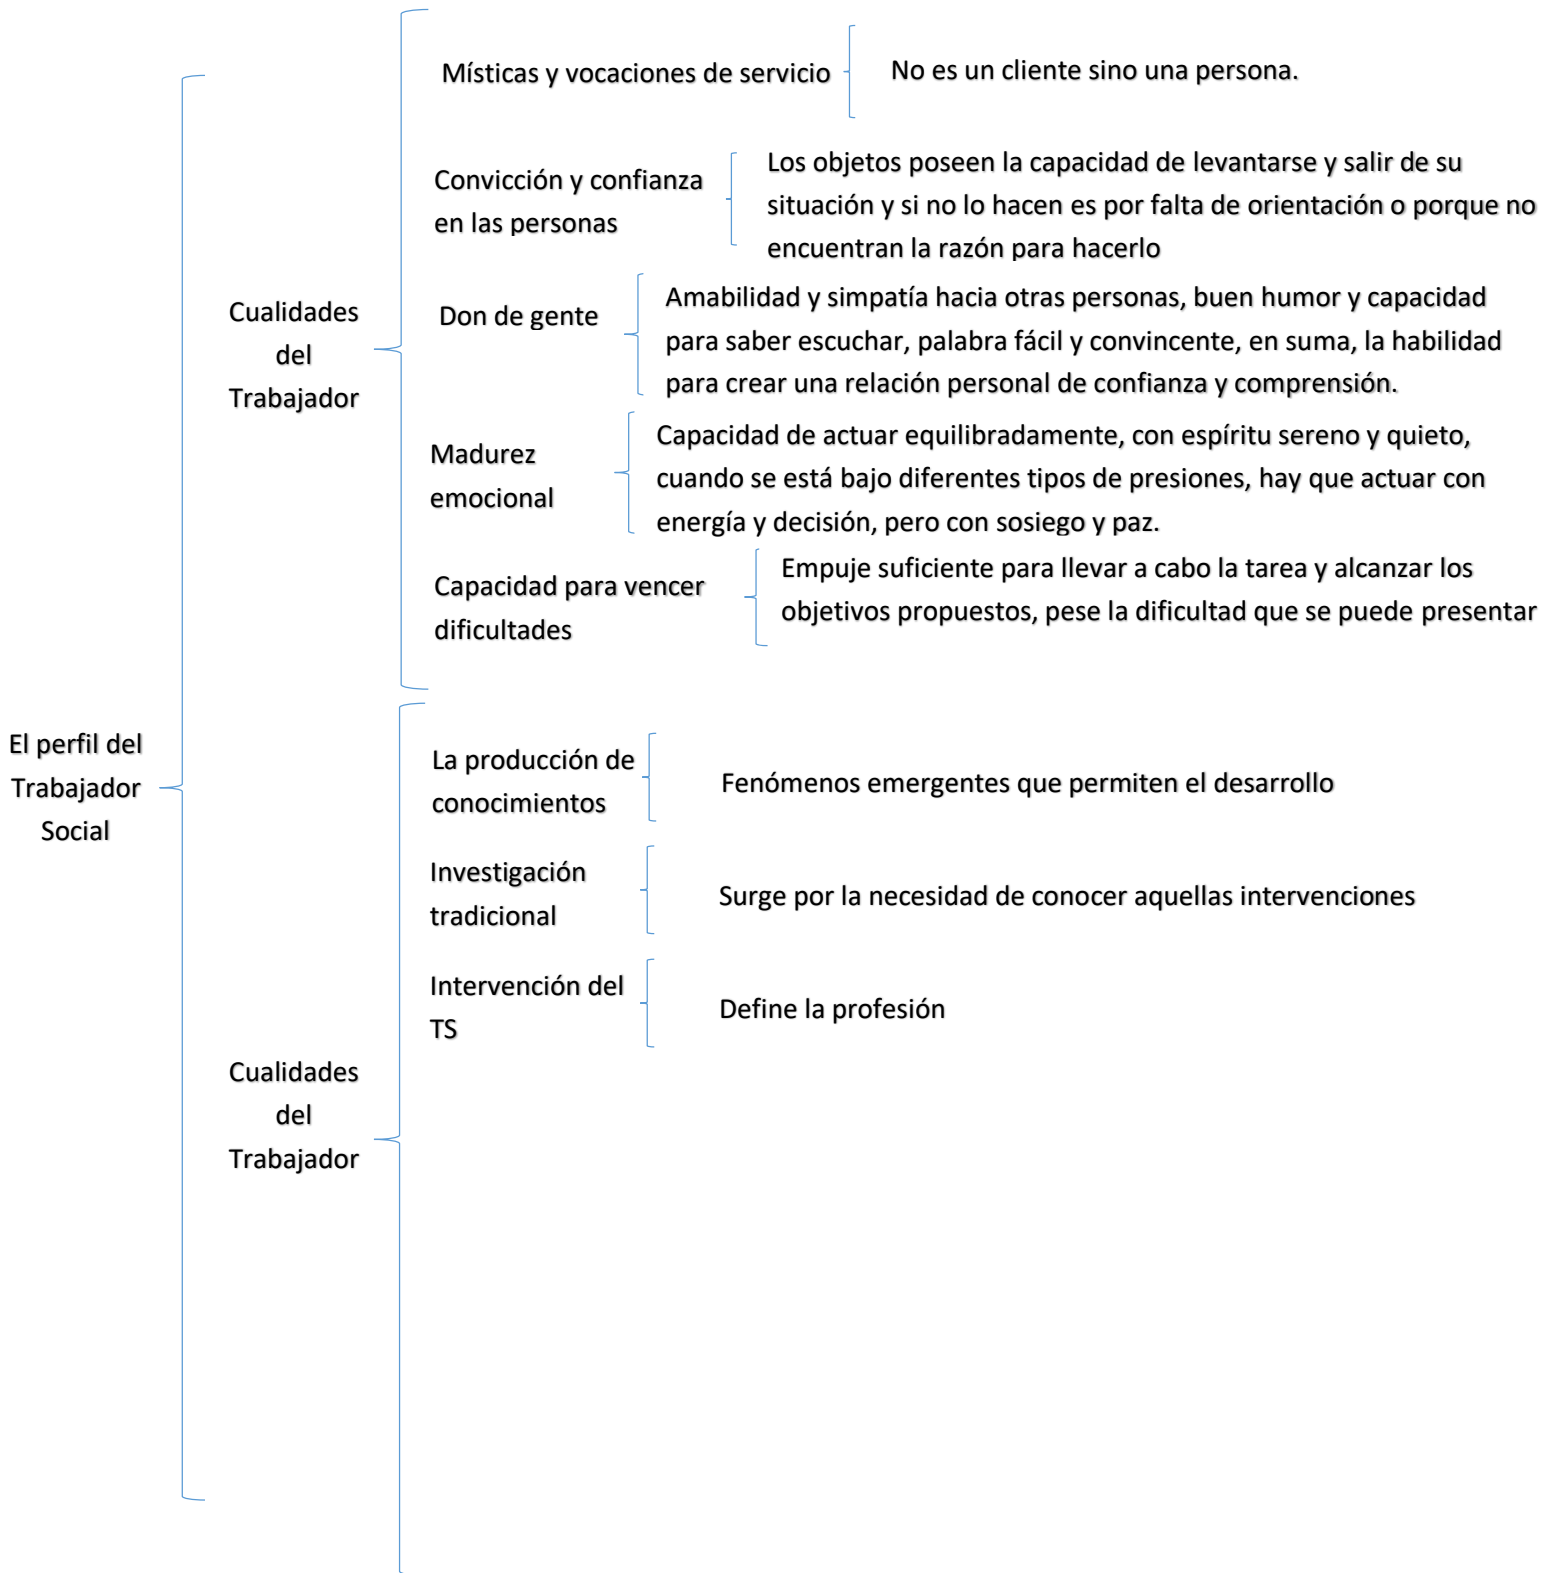 El perfil del
Trabajador
Social
Cualidades
del
Trabajador
Místicas y vocaciones de servicio
No es un cliente sino una persona.
Convicción y confianza
en las personas
Los objetos poseen la capacidad de levantarse y salir de su
situación y si no lo hacen es por falta de orientación o porque no
encuentran la razón para hacerlo
Don de gente
Amabilidad y simpatía hacia otras personas, buen humor y capacidad
para saber escuchar, palabra fácil y convincente, en suma, la habilidad
para crear una relación personal de confianza y comprensión.
Madurez
emocional
Capacidad de actuar equilibradamente, con espíritu sereno y quieto,
cuando se está bajo diferentes tipos de presiones, hay que actuar con
energía y decisión, pero con sosiego y paz.
Capacidad para vencer
dificultades
Empuje suficiente para llevar a cabo la tarea y alcanzar los
objetivos propuestos, pese la dificultad que se puede presentar
Cualidades
del
Trabajador
La producción de
conocimientos
Fenómenos emergentes que permiten el desarrollo
Investigación
tradicional
Surge por la necesidad de conocer aquellas intervenciones
Intervención del
TS
Define la profesión